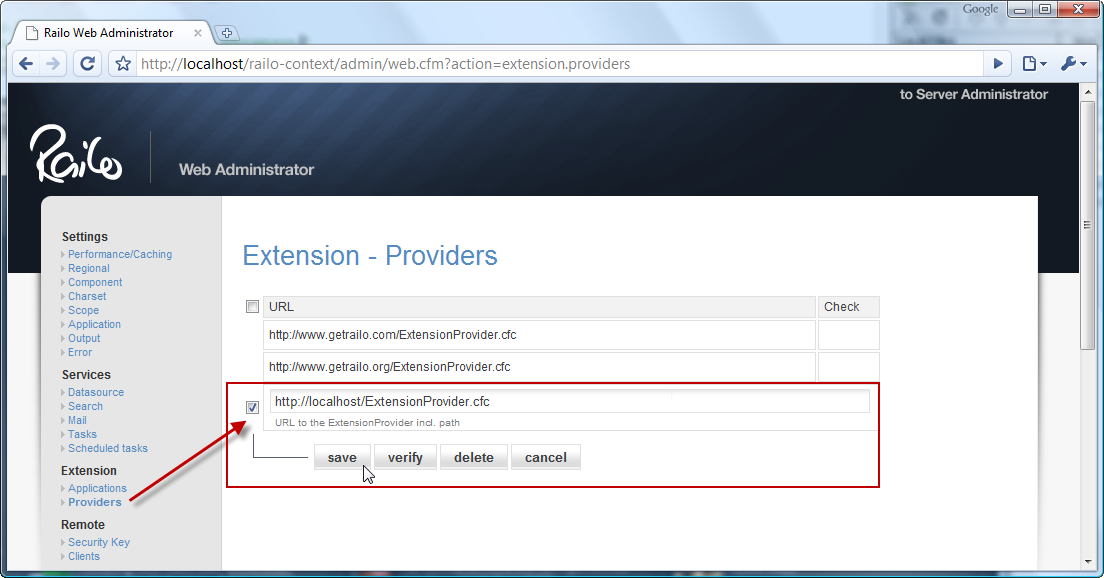 Google
Railo Web Administrator
http://localhost/railo-context/admin/web.cfm?action=extension.providers
to Server Administrator
Railo
Web Administrator
Settings
Performance/Caching
Regional
Component
Charset
Scope
Application
Output
Error
Services
Datasource
Search
Mail
Tasks
Scheduled tasks
Extension
Applications
Providers
Remote
Security Key
Clients
Extension - Providers
URL Check
http://www.getrailo.com/ExtensionProvider.cfc
http://www.getrailo.org/ExtensionProvider.cfc
http://localhost/ExtensionProvider.cfc
URL to the ExtensionProvider incl. path
save verify delete cancel